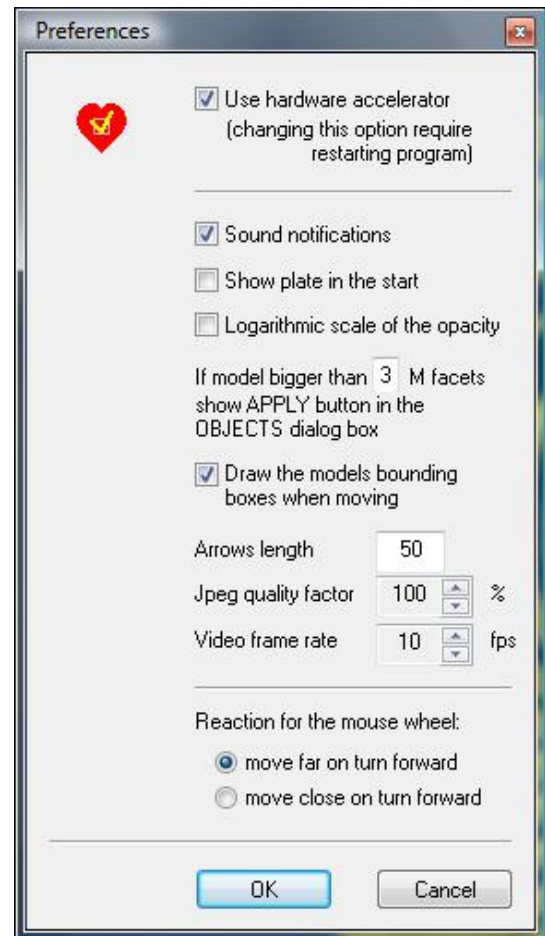 Preferences
Use hardware accelerator
(changing this option require
restarting program)
Sound notifications
Show plate in the start
Logarithmic scale of the opacity
If model bigger than 3 M facets
show APPLY button in the
OBJECTS dialog box
Draw the models bounding
boxes when moving
Arrows length 50
Jpeg quality factor 100 %
Video frame rate 10 fps
Reaction for the mouse wheel:
move far on turn forward
move close on turn forward
OK Cancel